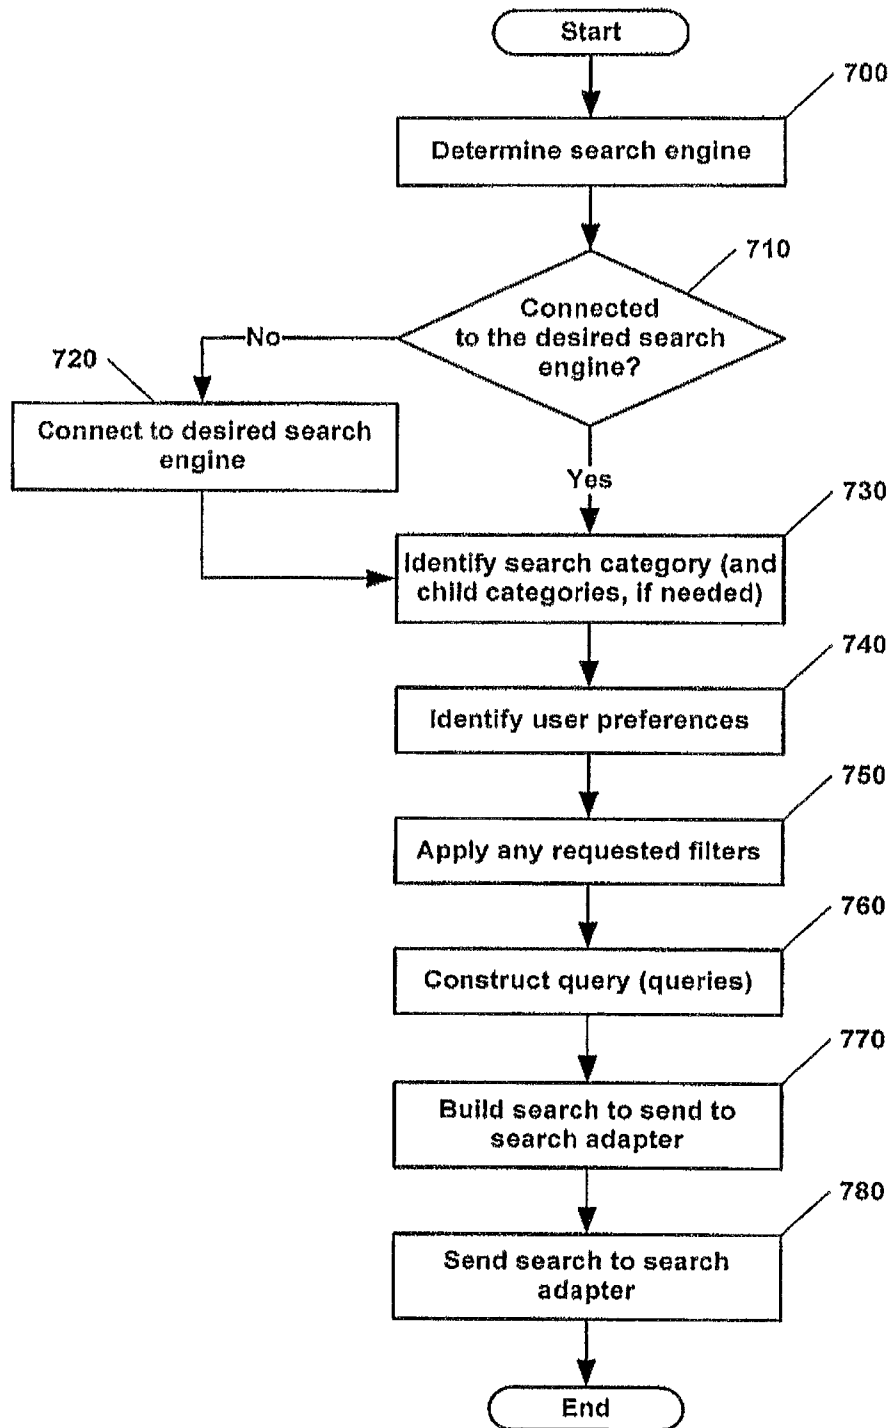 Start
700
Determine search engine
710
Connected
to the desired search
engine?
No
720
Connect to desired search
engine
Yes
730
Identify search category (and
child categories, if needed)
740
Identify user preferences
750
Apply any requested filters
760
Construct query (queries)
770
Build search to send to
search adapter
780
Send search to search
adapter
End